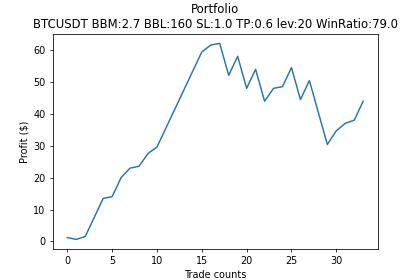 Portfolio
BTCUSDT BBM:2.7 BBL:160 SL:1.0 TP:0.6 lev:20 WinRatio:79.0
60
50
40
30
20
10
0
Profit ($)
0 5 10 15 20 25 30
Trade counts